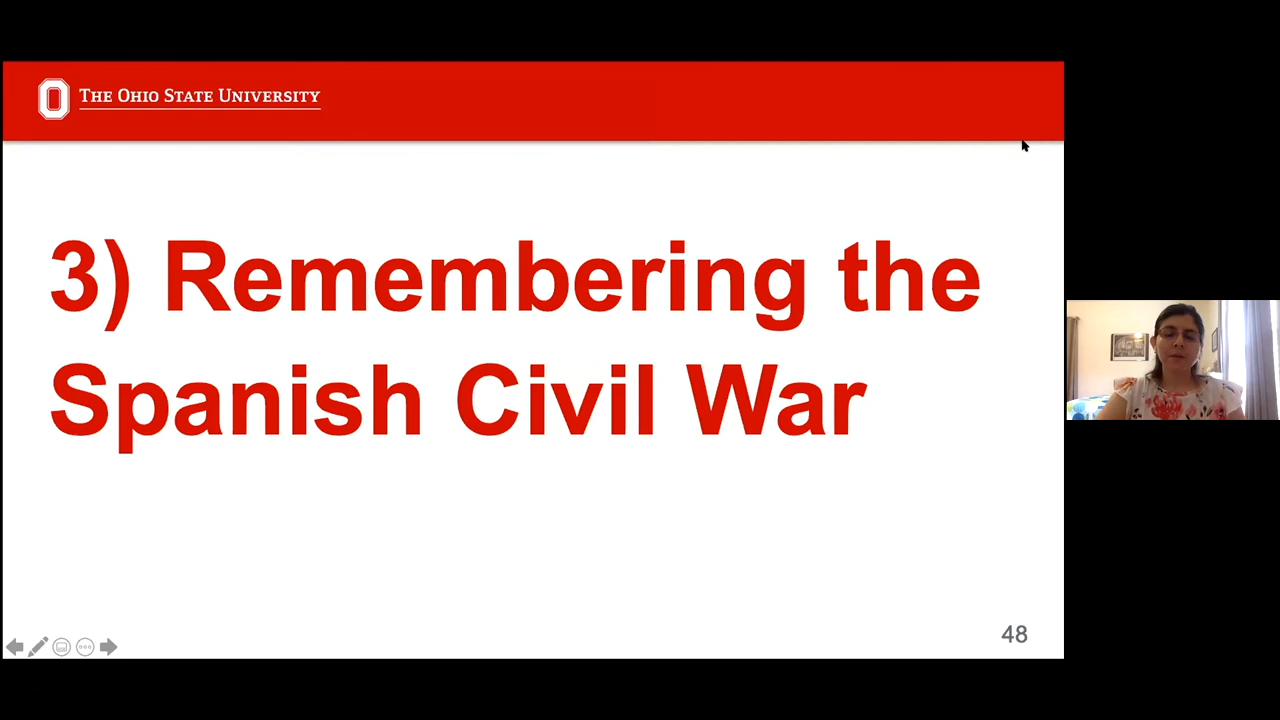 THE OHIO STATE UNIVERSITY
3) Remembering the
Spanish Civil War
48